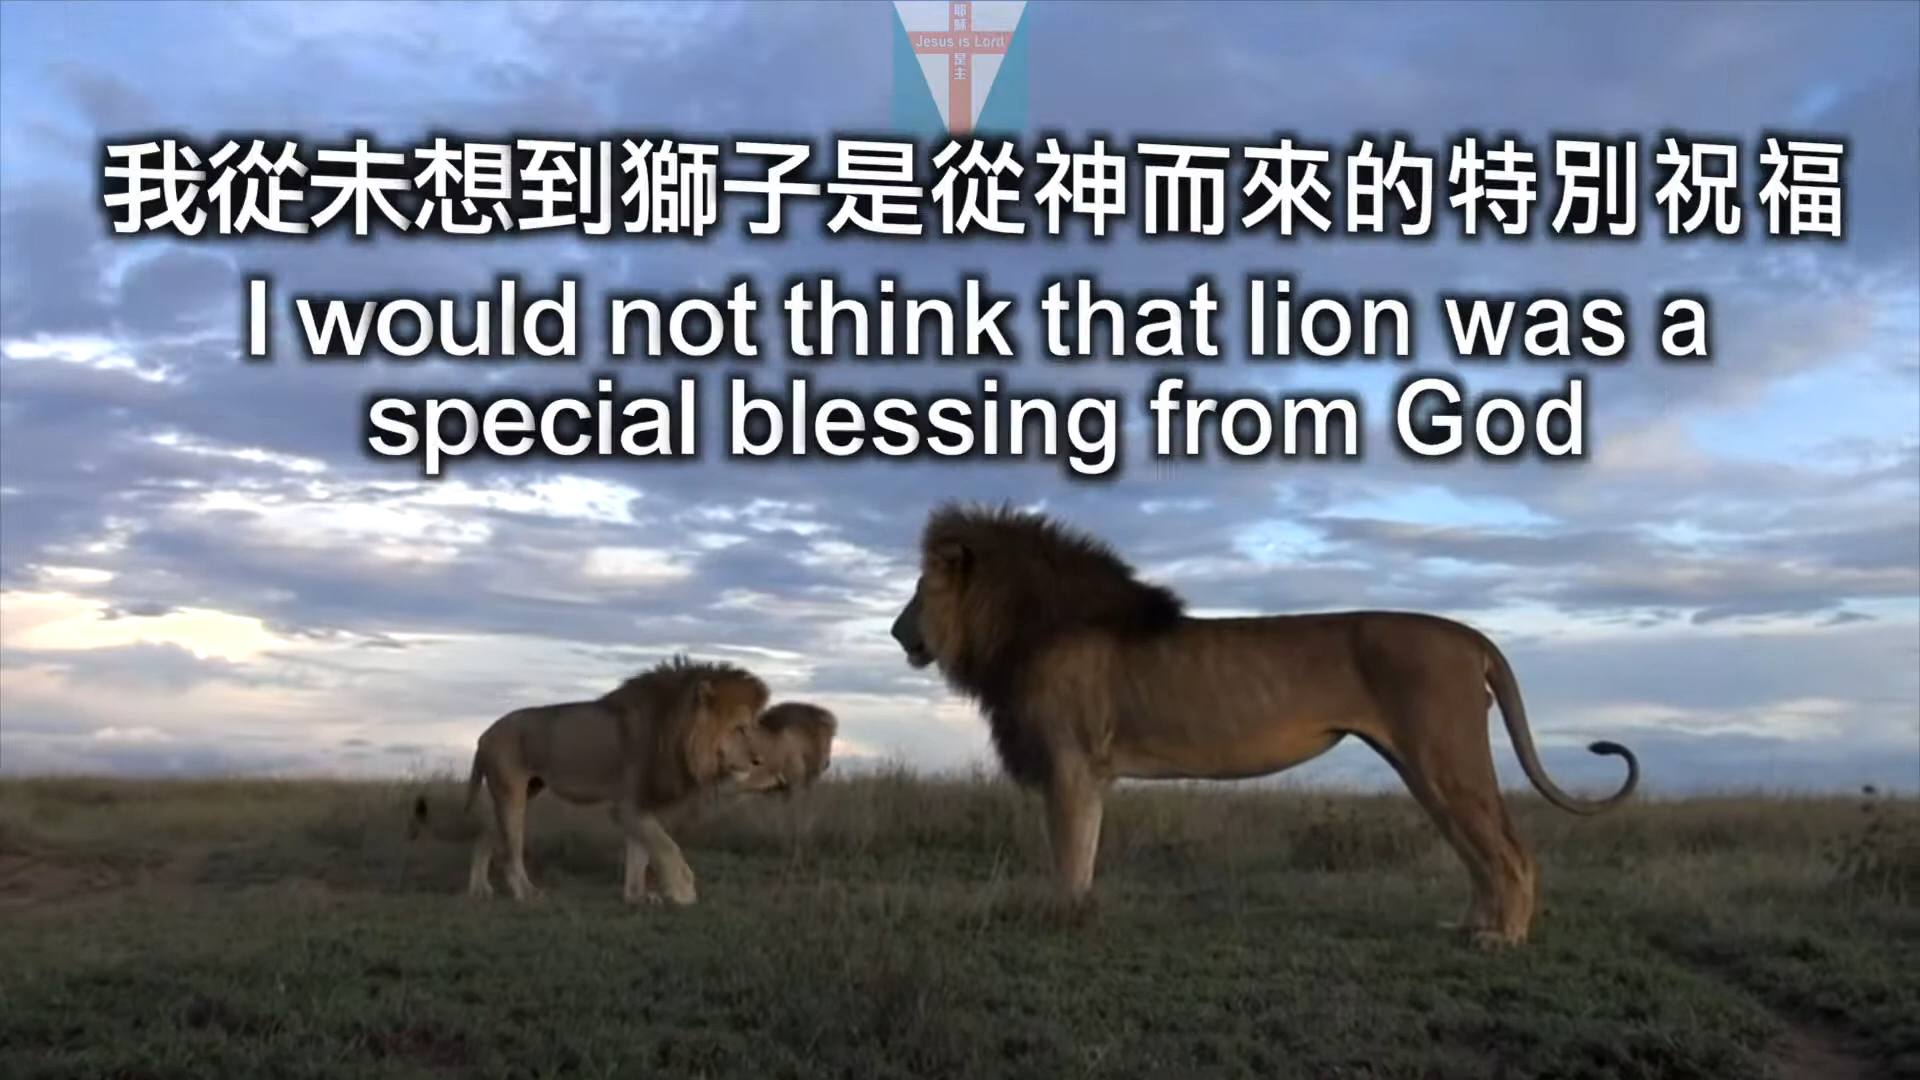 耶穌
Jesus is Lord
是主
我從未想到獅子是從神而來的特別祝福
I would not think that lion was a
special blessing from God